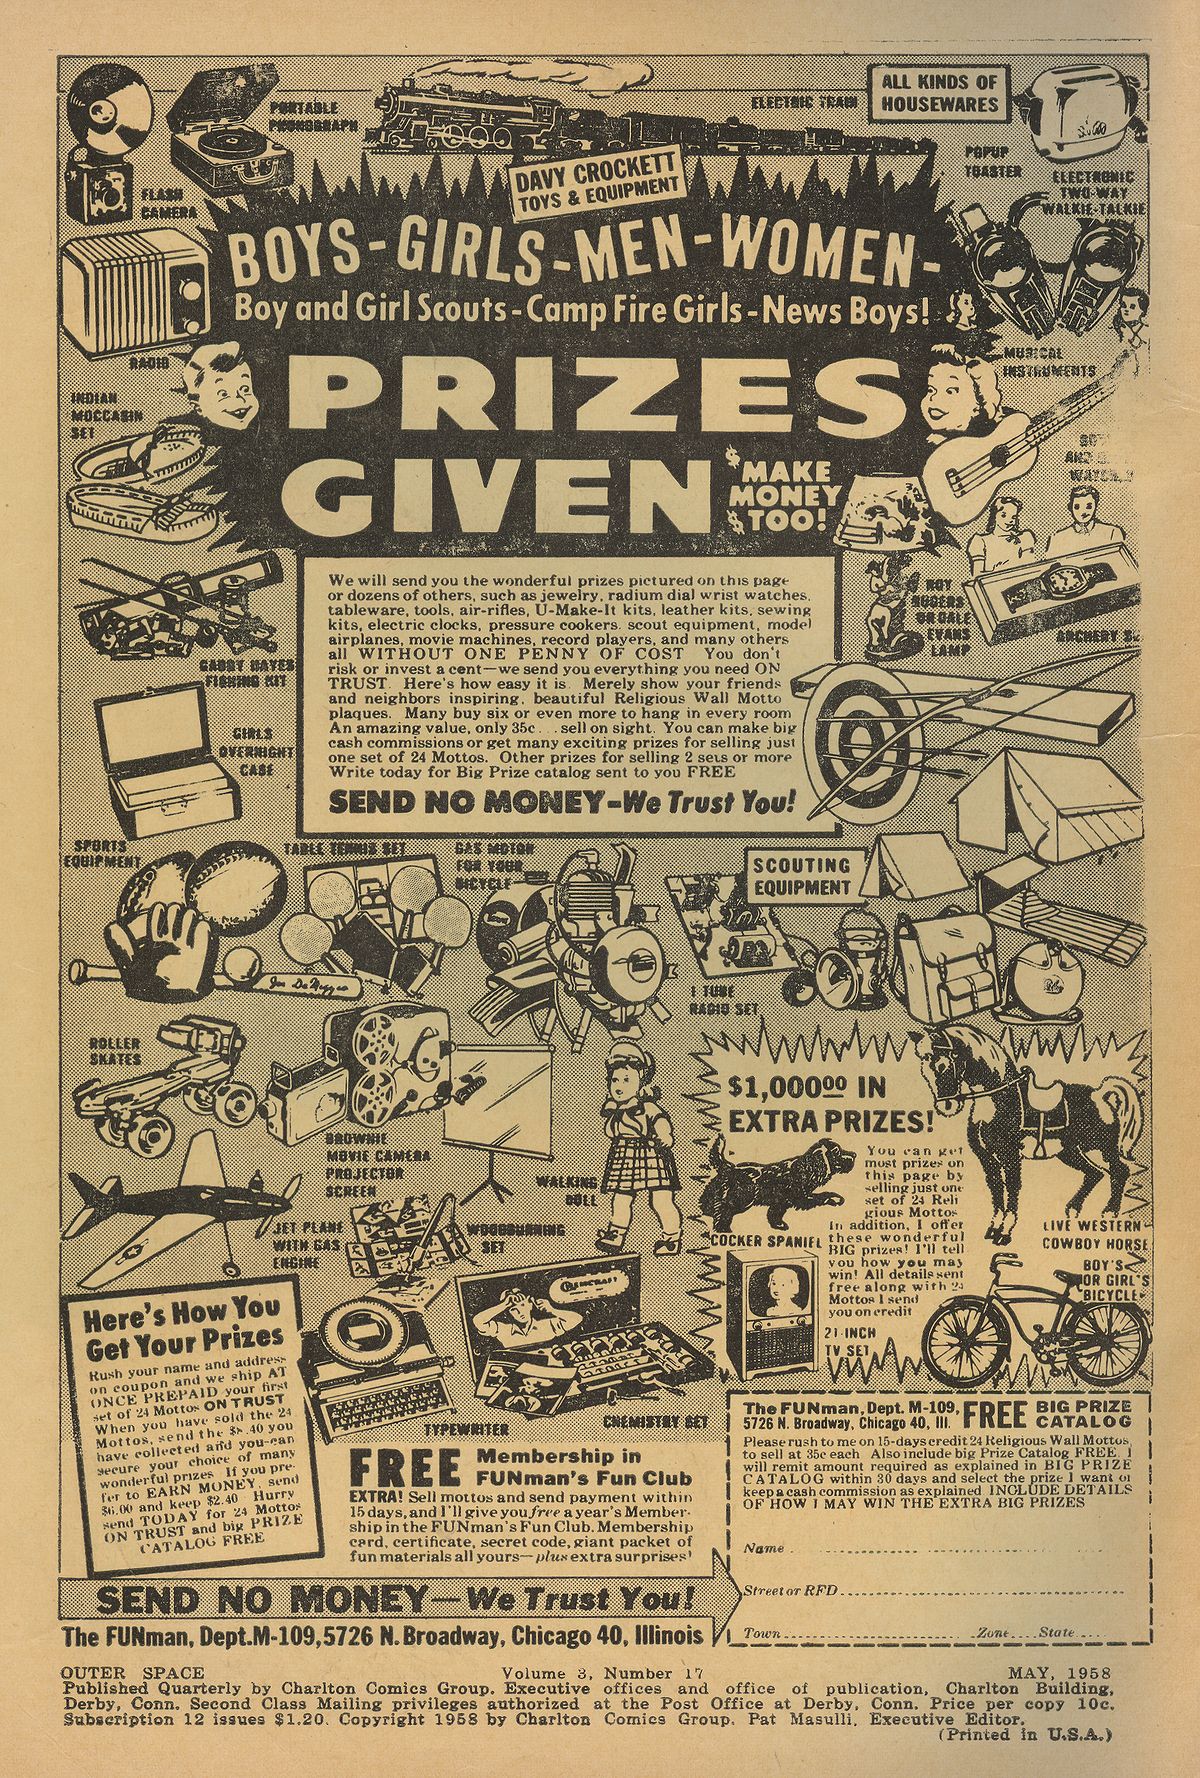 PORTABLE
PHONOGRAPH
ELECTRIC TRAIN
ALL KINDS OF
HOUSEWARES
POPUP
TOASTER
FLASH
CAMERA
DAVY CROCKETT
TOYS & EQUIPMENT
ELECTRONIC
TWO-WAY
WALKIE-TALKIE
BOYS-GIRLS-MEN-WOMEN-
Boy and Girl Scouts-Camp Fire Girls-News Boys!
RADIO
PRIZES
GIVEN
$ MAKE
MONEY
$ TOO!
MUSICAL
INSTRUMENTS
INDIAN
MOCCASIN
SET
We will send you the wonderful prizes pictured on this page
or dozens of others, such as jewelry, radium dial wrist watches,
tableware, tools, air-rifles, U-Make-It kits, leather kits, sewing
kits, electric clocks, pressure cookers, scout equipment, model
airplanes, movie machines, record players, and many others
all WITHOUT ONE PENNY OF COST You don't
risk or invest a cent—we send you everything you need ON
TRUST. Here's how easy it is. Merely show your friends
and neighbors inspiring, beautiful Religious Wall Motto
plaques. Many buy six or even more to hang in every room
An amazing value, only 35c...sell on sight. You can make big
cash commissions or get many exciting prizes for selling just
one set of 24 Mottos. Other prizes for selling 2 sets or more
Write today for Big Prize catalog sent to you FREE
SEND NO MONEY-We Trust You!
GABBY HAYES
FISHING KIT
ROY
ROGERS
OR DALE
EVANS
LAMP
ARCHERY
GIRLS
OVERNIGHT
CASE
SPORTS
EQUIPMENT
TABLE TENNIS SET
GAS MOTOR
FOR YOUR
BICYCLE
SCOUTING
EQUIPMENT
1 TUBE
RADIO SET
ROLLER
SKATES
BROWNIE
MOVIE CAMERA
PROJECTOR
SCREEN
WALKING
DOLL
JET PLANE
WITH GAS
ENGINE
WOODBURNING
SET
$1,000.00 IN
EXTRA PRIZES!
You can get
most prizes on
this page by
selling just one
set of 24 Reli
gious Mottos
In addition, I offer
these wonderful
BIG prizes! I'll tell
you how you may
win! All details sent
free along with 24
Mottos I send
you on credit
COCKER SPANIEL
LIVE WESTERN
COWBOY HORSE
BOY'S
OR GIRL'S
BICYCLE
21 INCH
TV SET
CHEMCRAFT
TYPEWRITER
CHEMISTRY SET
Here's How You
Get Your Prizes
Rush your name and address
on coupon and we ship AT
ONCE PREPAID your first
set of 24 Mottos ON TRUST
When you have sold the 24
Mottos, send the $8.40 you
have collected and you can
secure your choice of many
wonderful prizes If you pre-
fer to EARN MONEY, send
$6.00 and keep $2.40 Hurry
send TODAY for 24 Mottos
ON TRUST and big PRIZE
CATALOG FREE
FREE Membership in
FUNman's Fun Club
EXTRA! Sell mottos and send payment within
15 days, and I'll give you free a year's Member-
ship in the FUNman's Fun Club. Membership
card, certificate, secret code, giant packet of
fun materials all yours—plus extra surprises!
SEND NO MONEY—We Trust You!
The FUNman, Dept.M-109,5726 N. Broadway, Chicago 40, Illinois
The FUNman, Dept. M-109,
5726 N. Broadway, Chicago 40, Ill.
FREE BIG PRIZE
CATALOG
Please rush to me on 15-days credit 24 Religious Wall Mottos,
to sell at 35c each Also include big Prize Catalog FREE. I
will remit amount required as explained in BIG PRIZE
CATALOG within 30 days and select the prize I want or
keep a cash commission as explained INCLUDE DETAILS
OF HOW I MAY WIN THE EXTRA BIG PRIZES
Name
Street or RFD
Town Zone State
OUTER SPACE Volume 3, Number 17 MAY, 1958
Published Quarterly by Charlton Comics Group. Executive offices and office of publication, Charlton Building,
Derby, Conn. Second Class Mailing privileges authorized at the Post Office at Derby, Conn. Price per copy 10c.
Subscription 12 issues $1.20. Copyright 1958 by Charlton Comics Group. Pat Masulli, Executive Editor.
(Printed in U.S.A.)